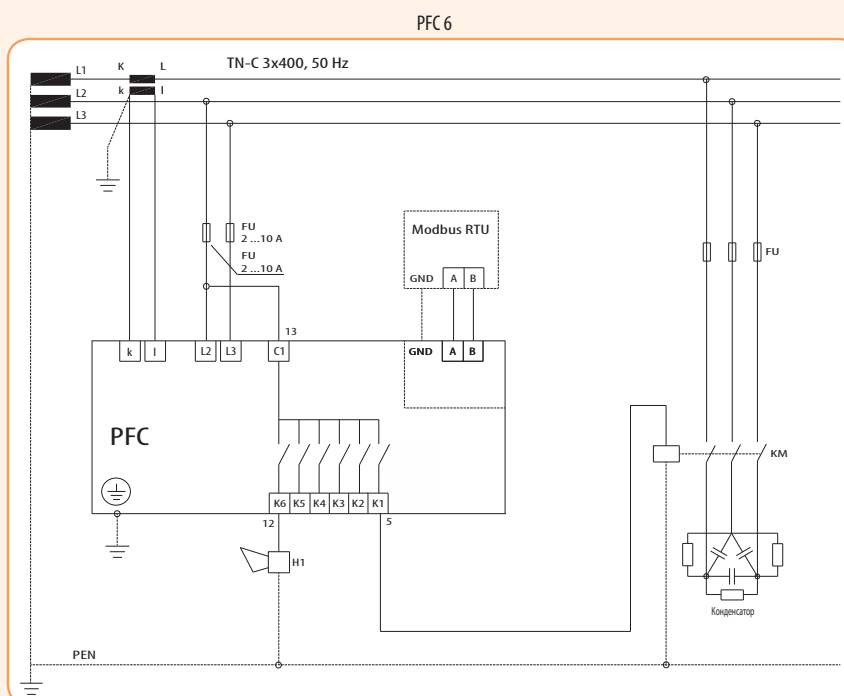 PFC 6
L1
K
L
TN-C 3x400, 50 Hz
L2
k
l
L3
FU
2 ...10 A
FU
2 ...10 A
Modbus RTU
GND
A
B
FU
13
k
l
L2
L3
C1
GND
A
B
PFC
KM
K6
K5
K4
K3
K2
K1
12
5
H1
Конденсатор
PEN